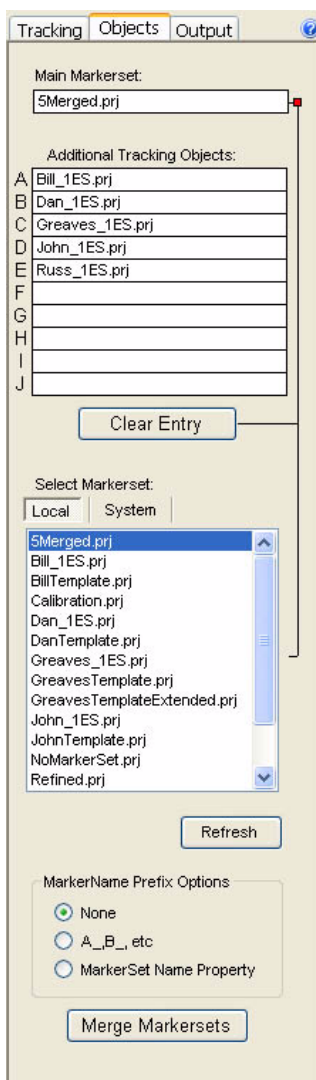 Tracking Objects Output ?
Main Markerset:
5Merged.prj
Additional Tracking Objects:
A Bill_1ES.prj
B Dan_1ES.prj
C Greaves_1ES.prj
D John_1ES.prj
E Russ_1ES.prj
F
G
H
I
J
Clear Entry
Select Markerset:
Local System
5Merged.prj
Bill_1ES.prj
BillTemplate.prj
Calibration.prj
Dan_1ES.prj
DanTemplate.prj
Greaves_1ES.prj
GreavesTemplate.prj
GreavesTemplateExtended.prj
John_1ES.prj
JohnTemplate.prj
NoMarkerSet.prj
Refined.prj
Refresh
MarkerName Prefix Options
None
A_,B_, etc
MarkerSet Name Property
Merge Markersets